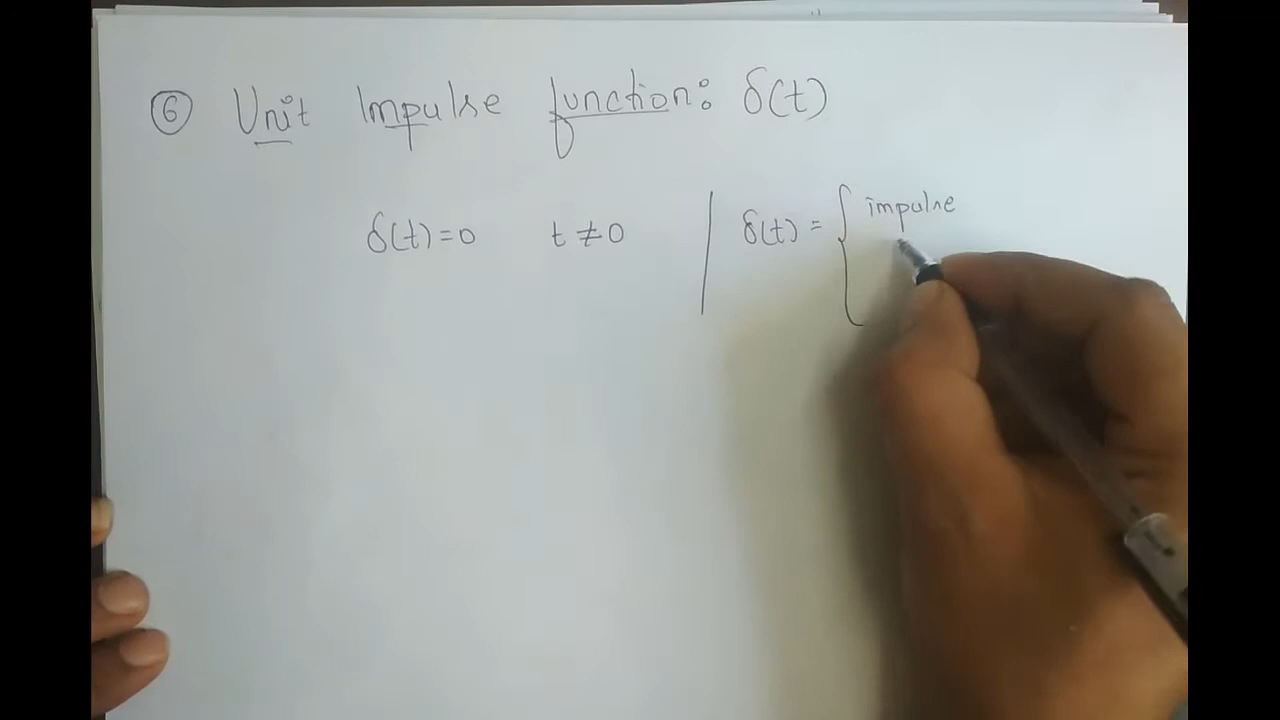 ⑥ Unit Impulse function: δ(t)
δ(t)=0 t≠0 | δ(t) = { impulse